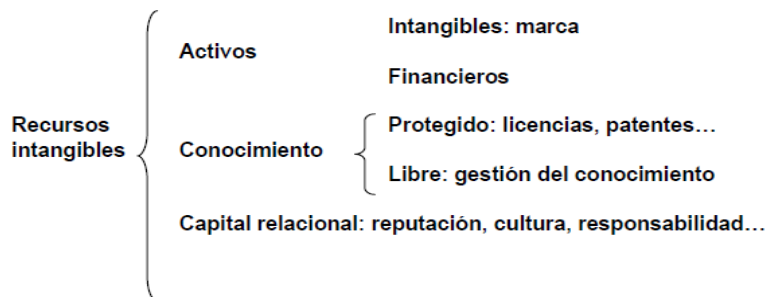 Recursos
intangibles
Activos
Intangibles: marca
Financieros
Conocimiento
Protegido: licencias, patentes…
Libre: gestión del conocimiento
Capital relacional: reputación, cultura, responsabilidad…